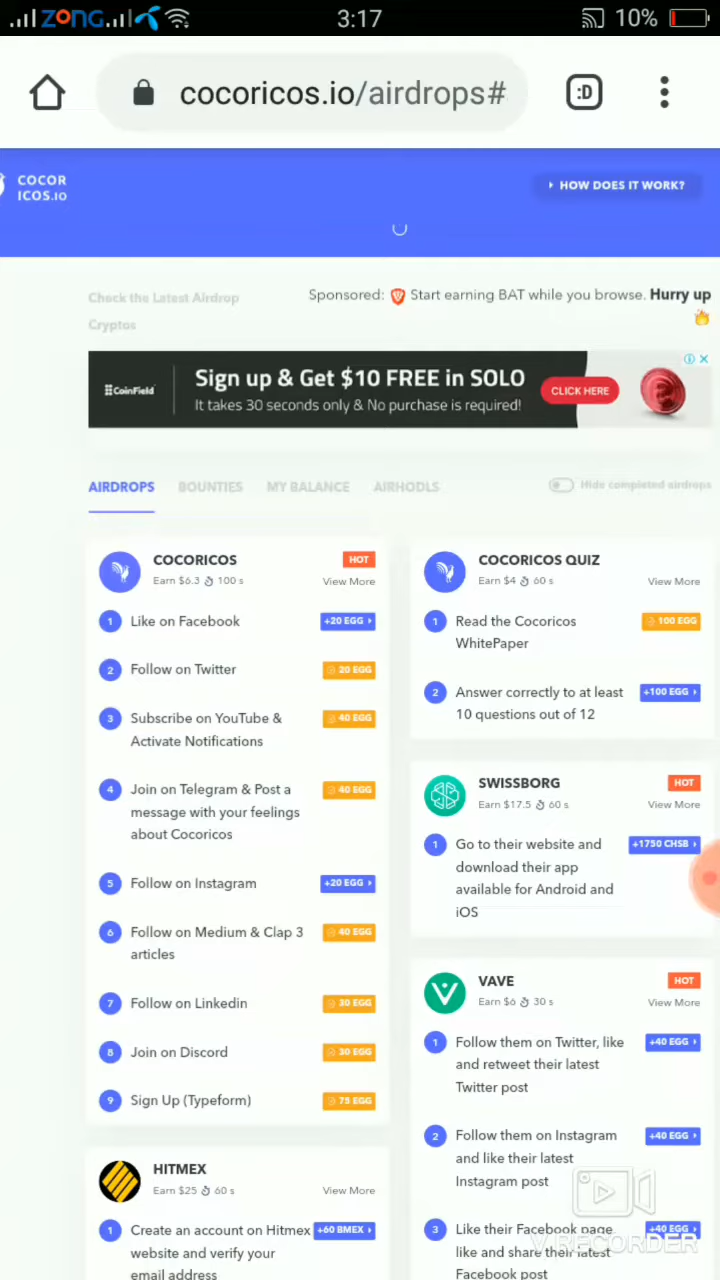 zong
3:17
10%
cocoricos.io/airdrops#
:D
COCOR
ICOS.IO
HOW DOES IT WORK?
Check the Latest Airdrop
Cryptos
Sponsored: Start earning BAT while you browse. Hurry up
CoinField
Sign up & Get $10 FREE in SOLO
It takes 30 seconds only & No purchase is required!
CLICK HERE
AIRDROPS BOUNTIES MY BALANCE AIRHODLS Hide completed airdrops
COCORICOS HOT
Earn $6.3 100 s View More
1 Like on Facebook +20 EGG
2 Follow on Twitter 20 EGG
3 Subscribe on YouTube & 40 EGG
Activate Notifications
4 Join on Telegram & Post a 40 EGG
message with your feelings
about Cocoricos
5 Follow on Instagram +20 EGG
6 Follow on Medium & Clap 3 40 EGG
articles
7 Follow on Linkedin 30 EGG
8 Join on Discord 30 EGG
9 Sign Up (Typeform) 75 EGG
HITMEX
Earn $25 60 s View More
1 Create an account on Hitmex +60 BMEX
website and verify your
email address
COCORICOS QUIZ
Earn $4 60 s View More
1 Read the Cocoricos 100 EGG
WhitePaper
2 Answer correctly to at least +100 EGG
10 questions out of 12
SWISSBORG HOT
Earn $17.5 60 s View More
1 Go to their website and +1750 CHSB
download their app
available for Android and
iOS
VAVE HOT
Earn $6 30 s View More
1 Follow them on Twitter, like +40 EGG
and retweet their latest
Twitter post
2 Follow them on Instagram +40 EGG
and like their latest
Instagram post
3 Like their Facebook page, +40 EGG
like and share their latest
Facebook post
V RECORDER